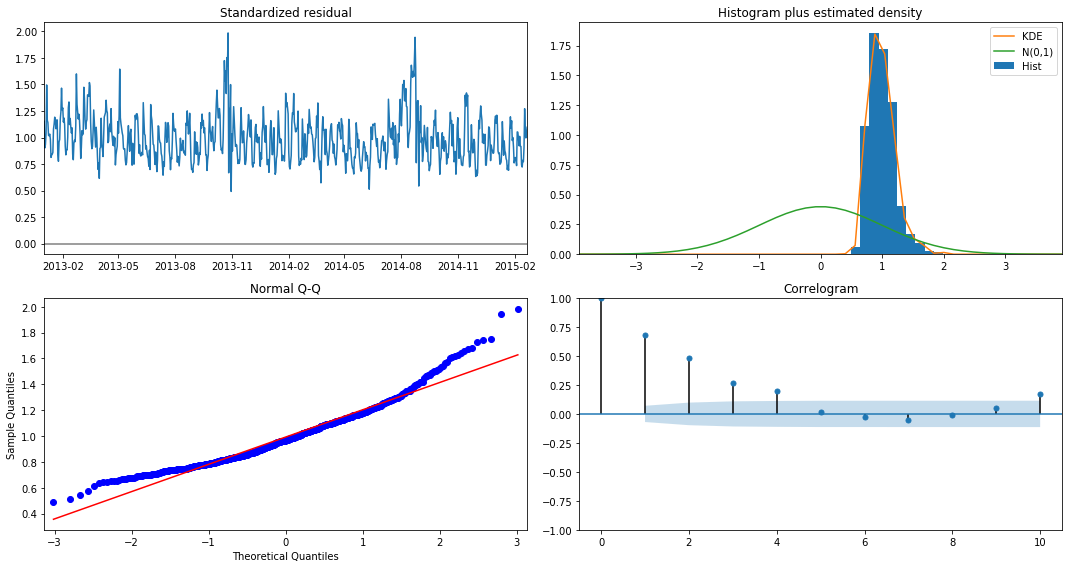 Standardized residual
2.00
1.75
1.50
1.25
1.00
0.75
0.50
0.25
0.00
2013-02 2013-05 2013-08 2013-11 2014-02 2014-05 2014-08 2014-11 2015-02
Histogram plus estimated density
KDE
N(0,1)
Hist
1.75
1.50
1.25
1.00
0.75
0.50
0.25
0.00
−3 −2 −1 0 1 2 3
Normal Q-Q
Sample Quantiles
2.0
1.8
1.6
1.4
1.2
1.0
0.8
0.6
0.4
−3 −2 −1 0 1 2 3
Theoretical Quantiles
Correlogram
1.00
0.75
0.50
0.25
0.00
−0.25
−0.50
−0.75
−1.00
0 2 4 6 8 10